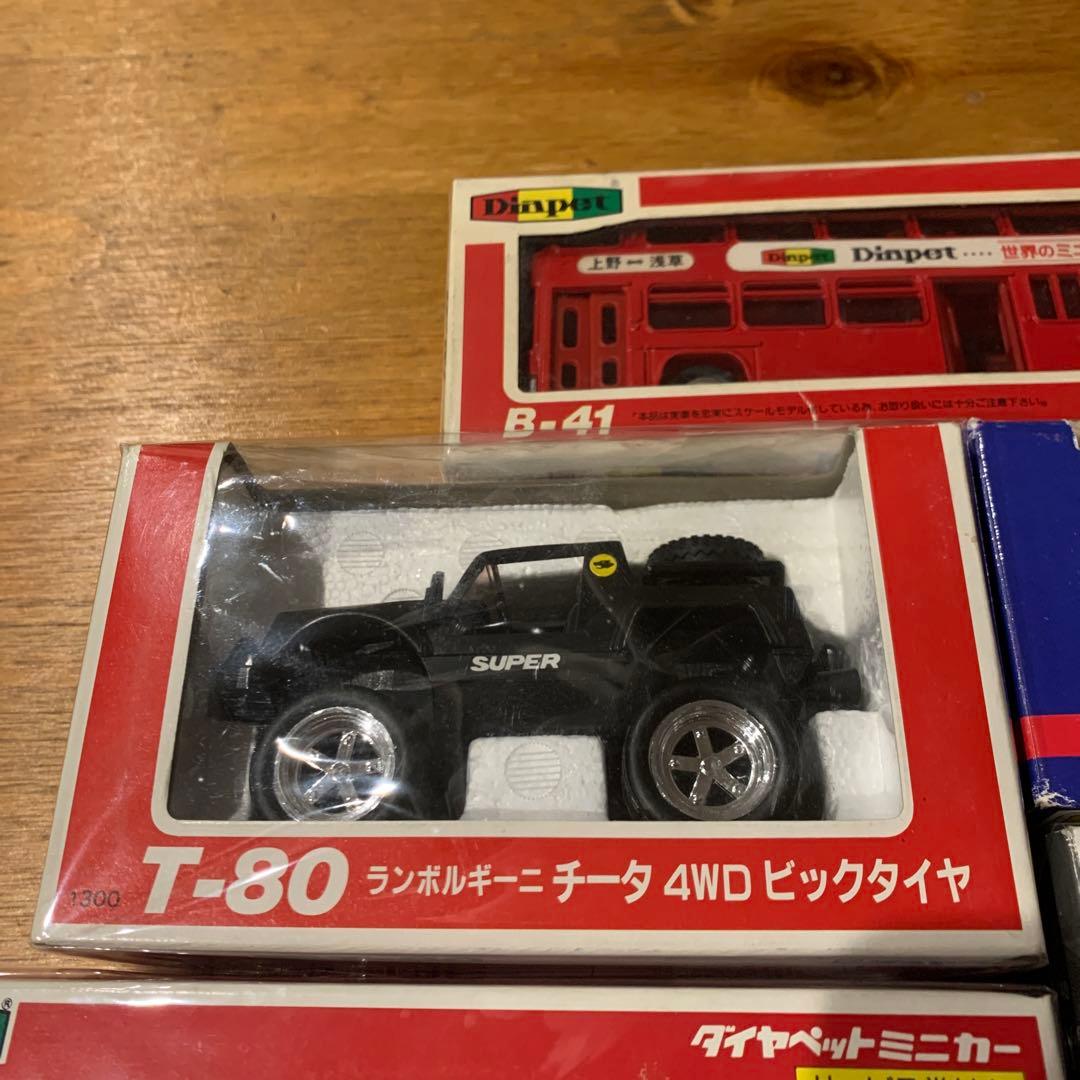 Diapet®
上野⟷浅草
Diapet
Diapet‥‥
世界のミニ
B-41
"本品は実車を忠実にスケールモデル化している為、お取り扱いには十分ご注意下さい。
SUPER
1300
T-80
ランボルギーニ チータ 4WD ビックタイヤ
®
ダイヤペットミニカー